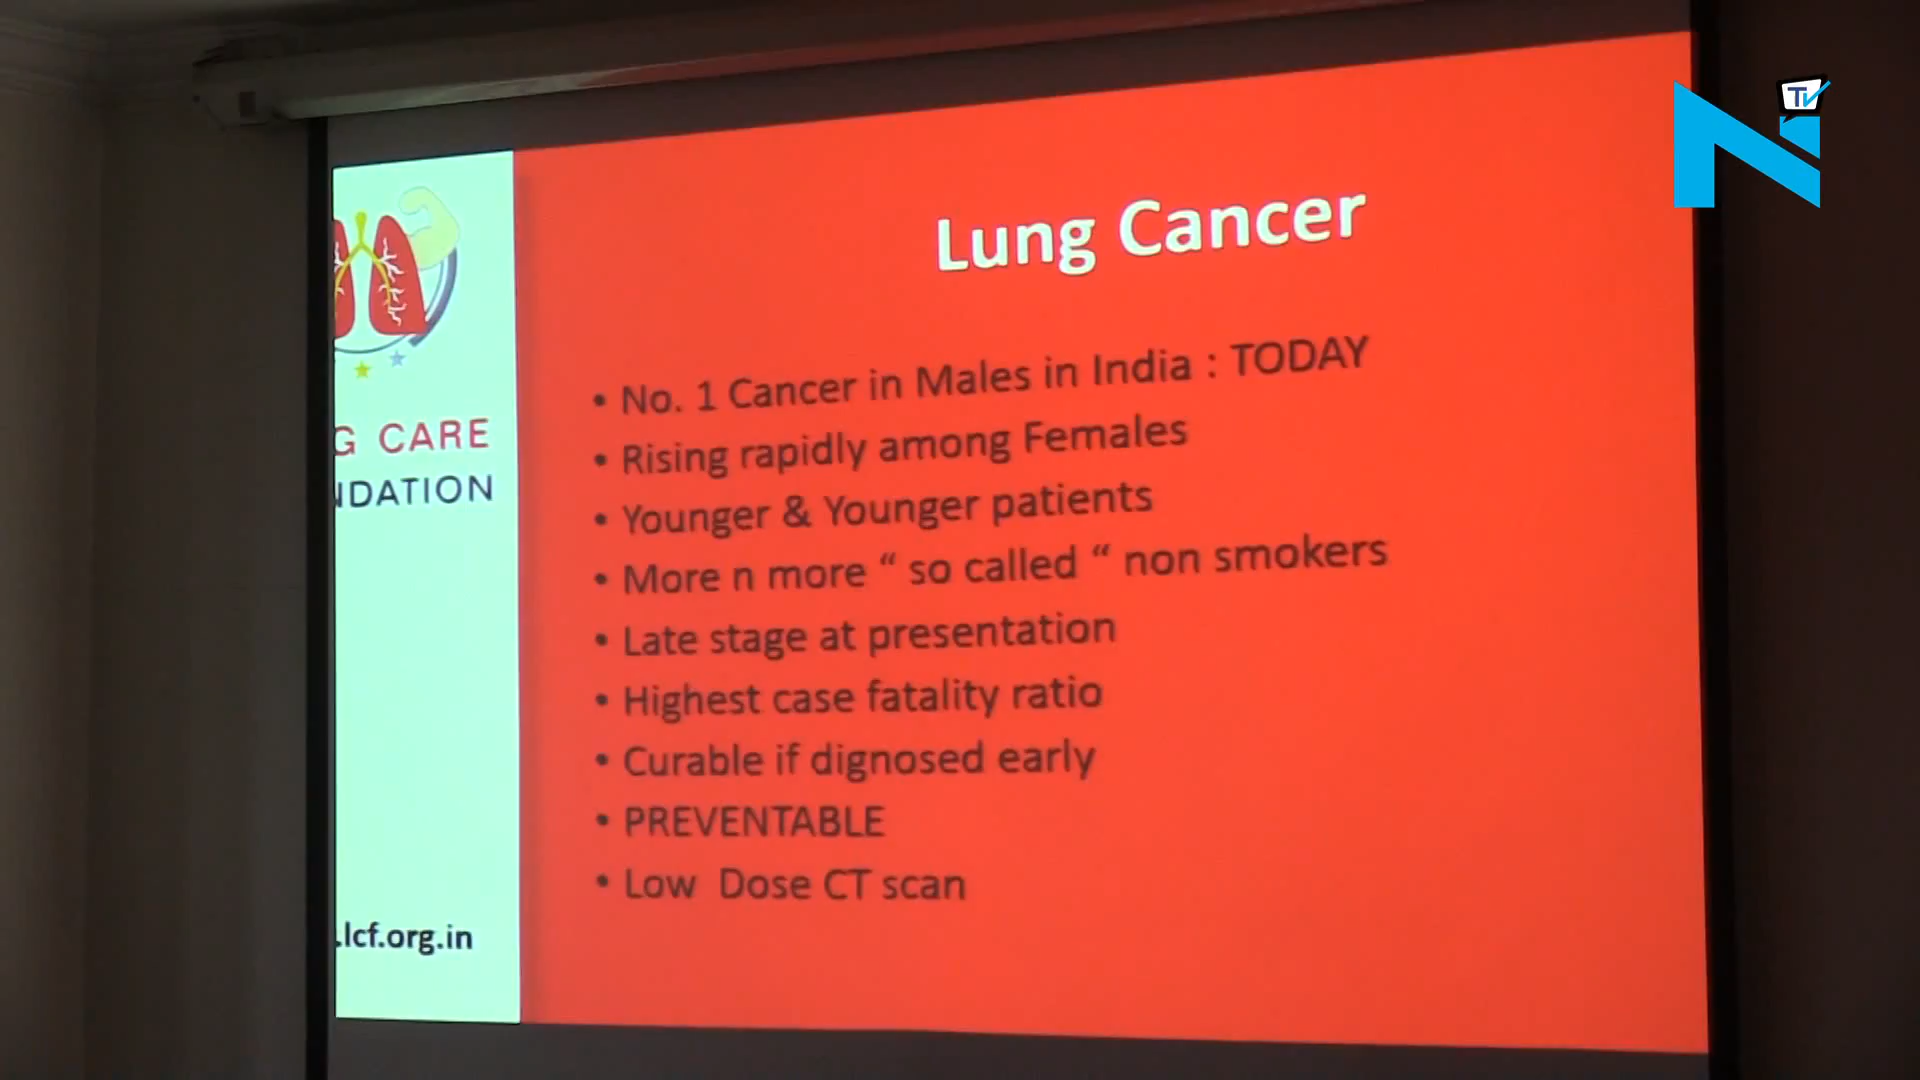 TV
Lung Cancer
• No. 1 Cancer in Males in India : TODAY
• Rising rapidly among Females
• Younger & Younger patients
• More n more “ so called “ non smokers
• Late stage at presentation
• Highest case fatality ratio
• Curable if dignosed early
• PREVENTABLE
• Low Dose CT scan
G CARE
NDATION
.lcf.org.in